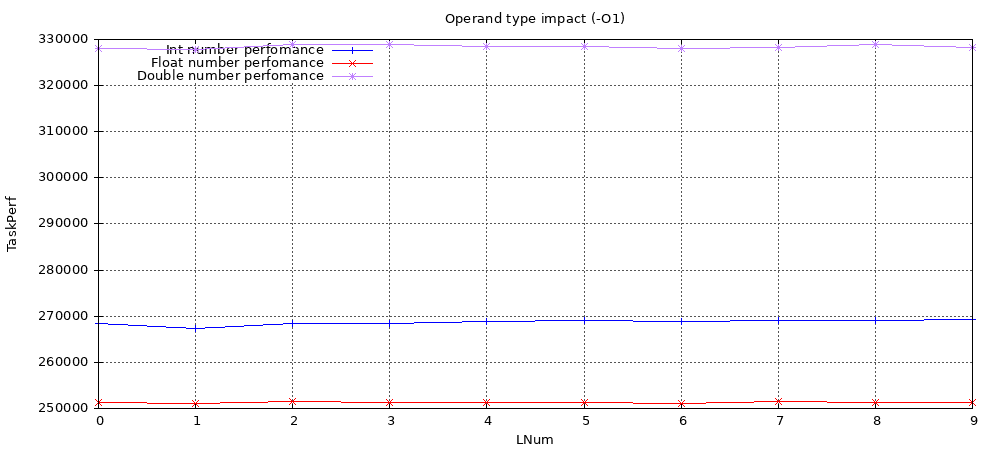 Operand type impact (-O1)
330000
Int number perfomance
Float number perfomance
Double number perfomance
320000
310000
300000
290000
280000
270000
260000
250000
TaskPerf
0 1 2 3 4 5 6 7 8 9
LNum